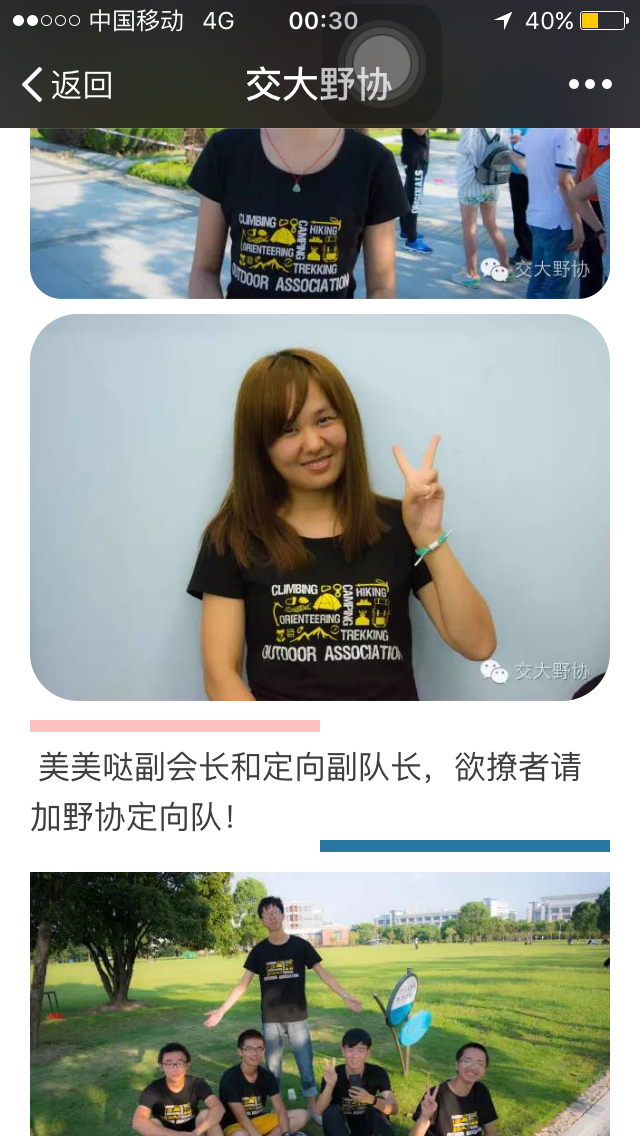 中国移动 4G 00:30 40%
返回 交大野协
CLIMBING
HIKING
CAMPING
ORIENTEERING
TREKKING
OUTDOOR ASSOCIATION
交大野协
CLIMBING
HIKING
CAMPING
ORIENTEERING
TREKKING
OUTDOOR ASSOCIATION
交大野协
美美哒副会长和定向副队长，欲撩者请
加野协定向队！